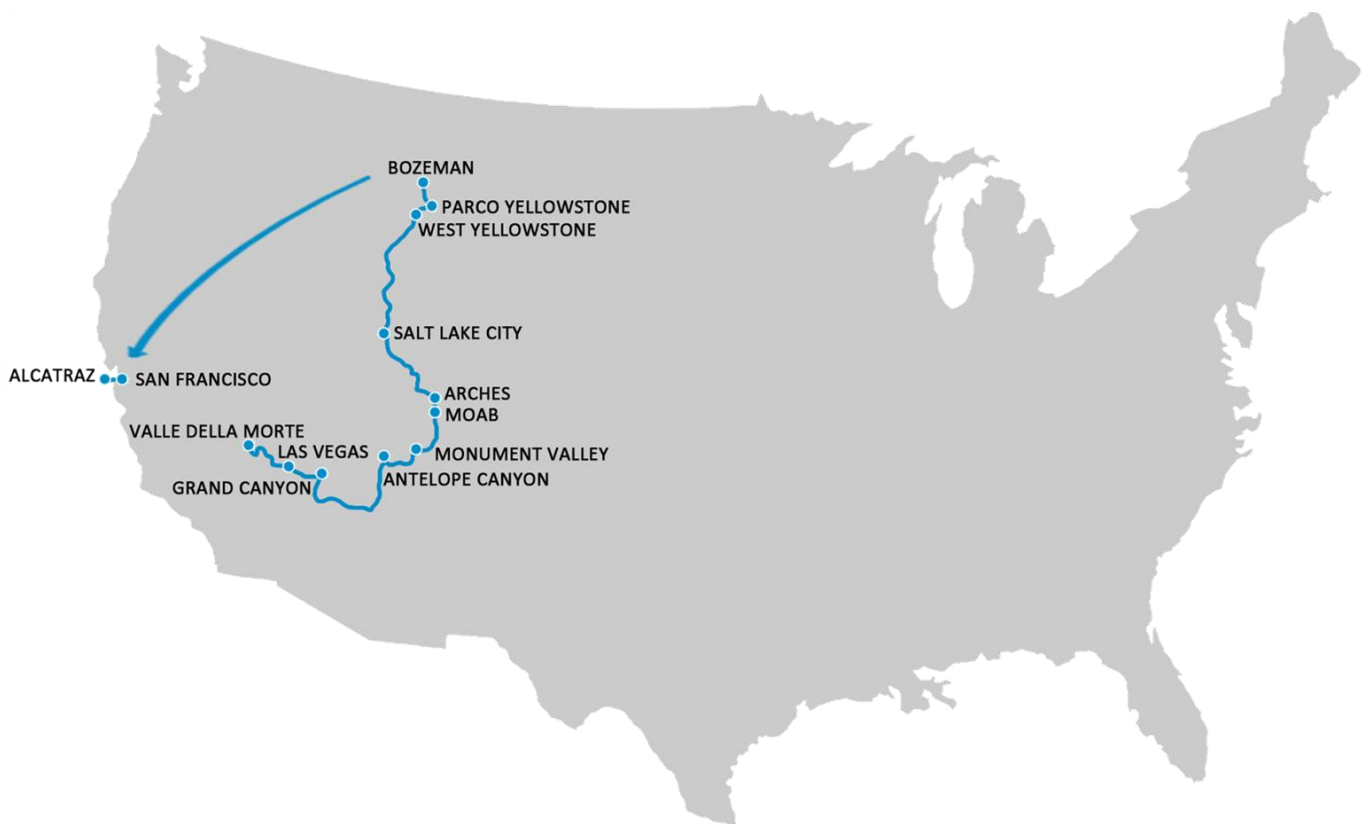 BOZEMAN
PARCO YELLOWSTONE
WEST YELLOWSTONE
SALT LAKE CITY
ALCATRAZ
SAN FRANCISCO
ARCHES
MOAB
VALLE DELLA MORTE
LAS VEGAS
MONUMENT VALLEY
ANTELOPE CANYON
GRAND CANYON